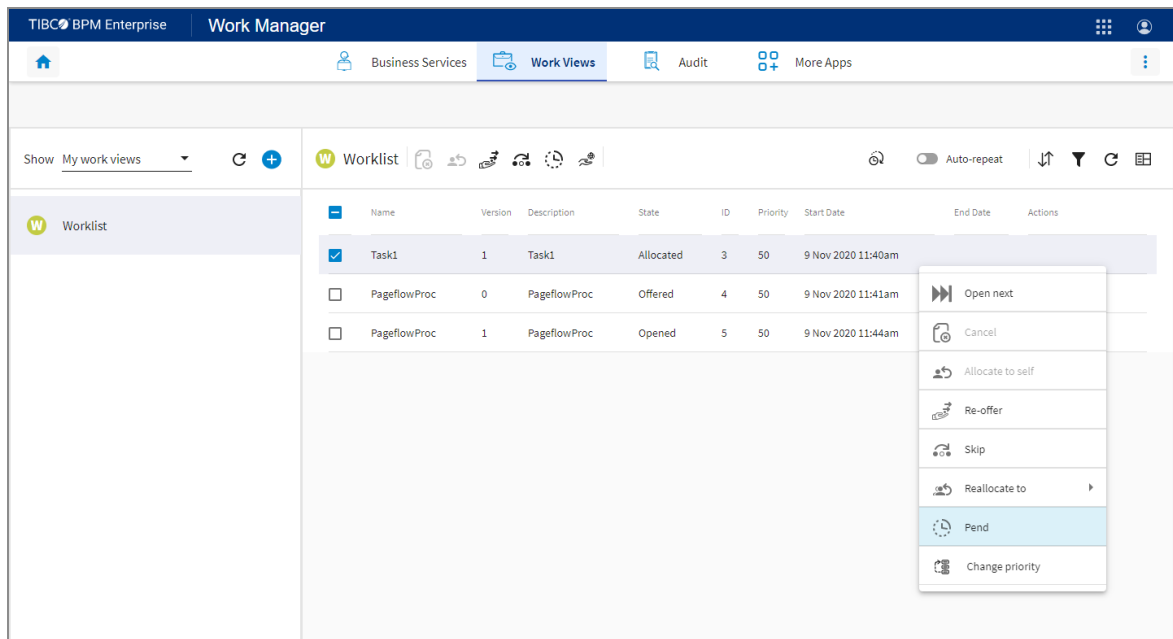 TIBCO BPM Enterprise Work Manager
Business Services Work Views Audit More Apps
Show My work views
W Worklist Auto-repeat
W Worklist
Name Version Description State ID Priority Start Date End Date Actions
Task1 1 Task1 Allocated 3 50 9 Nov 2020 11:40am
PageflowProc 0 PageflowProc Offered 4 50 9 Nov 2020 11:41am
PageflowProc 1 PageflowProc Opened 5 50 9 Nov 2020 11:44am
Open next
Cancel
Allocate to self
Re-offer
Skip
Reallocate to
Pend
Change priority